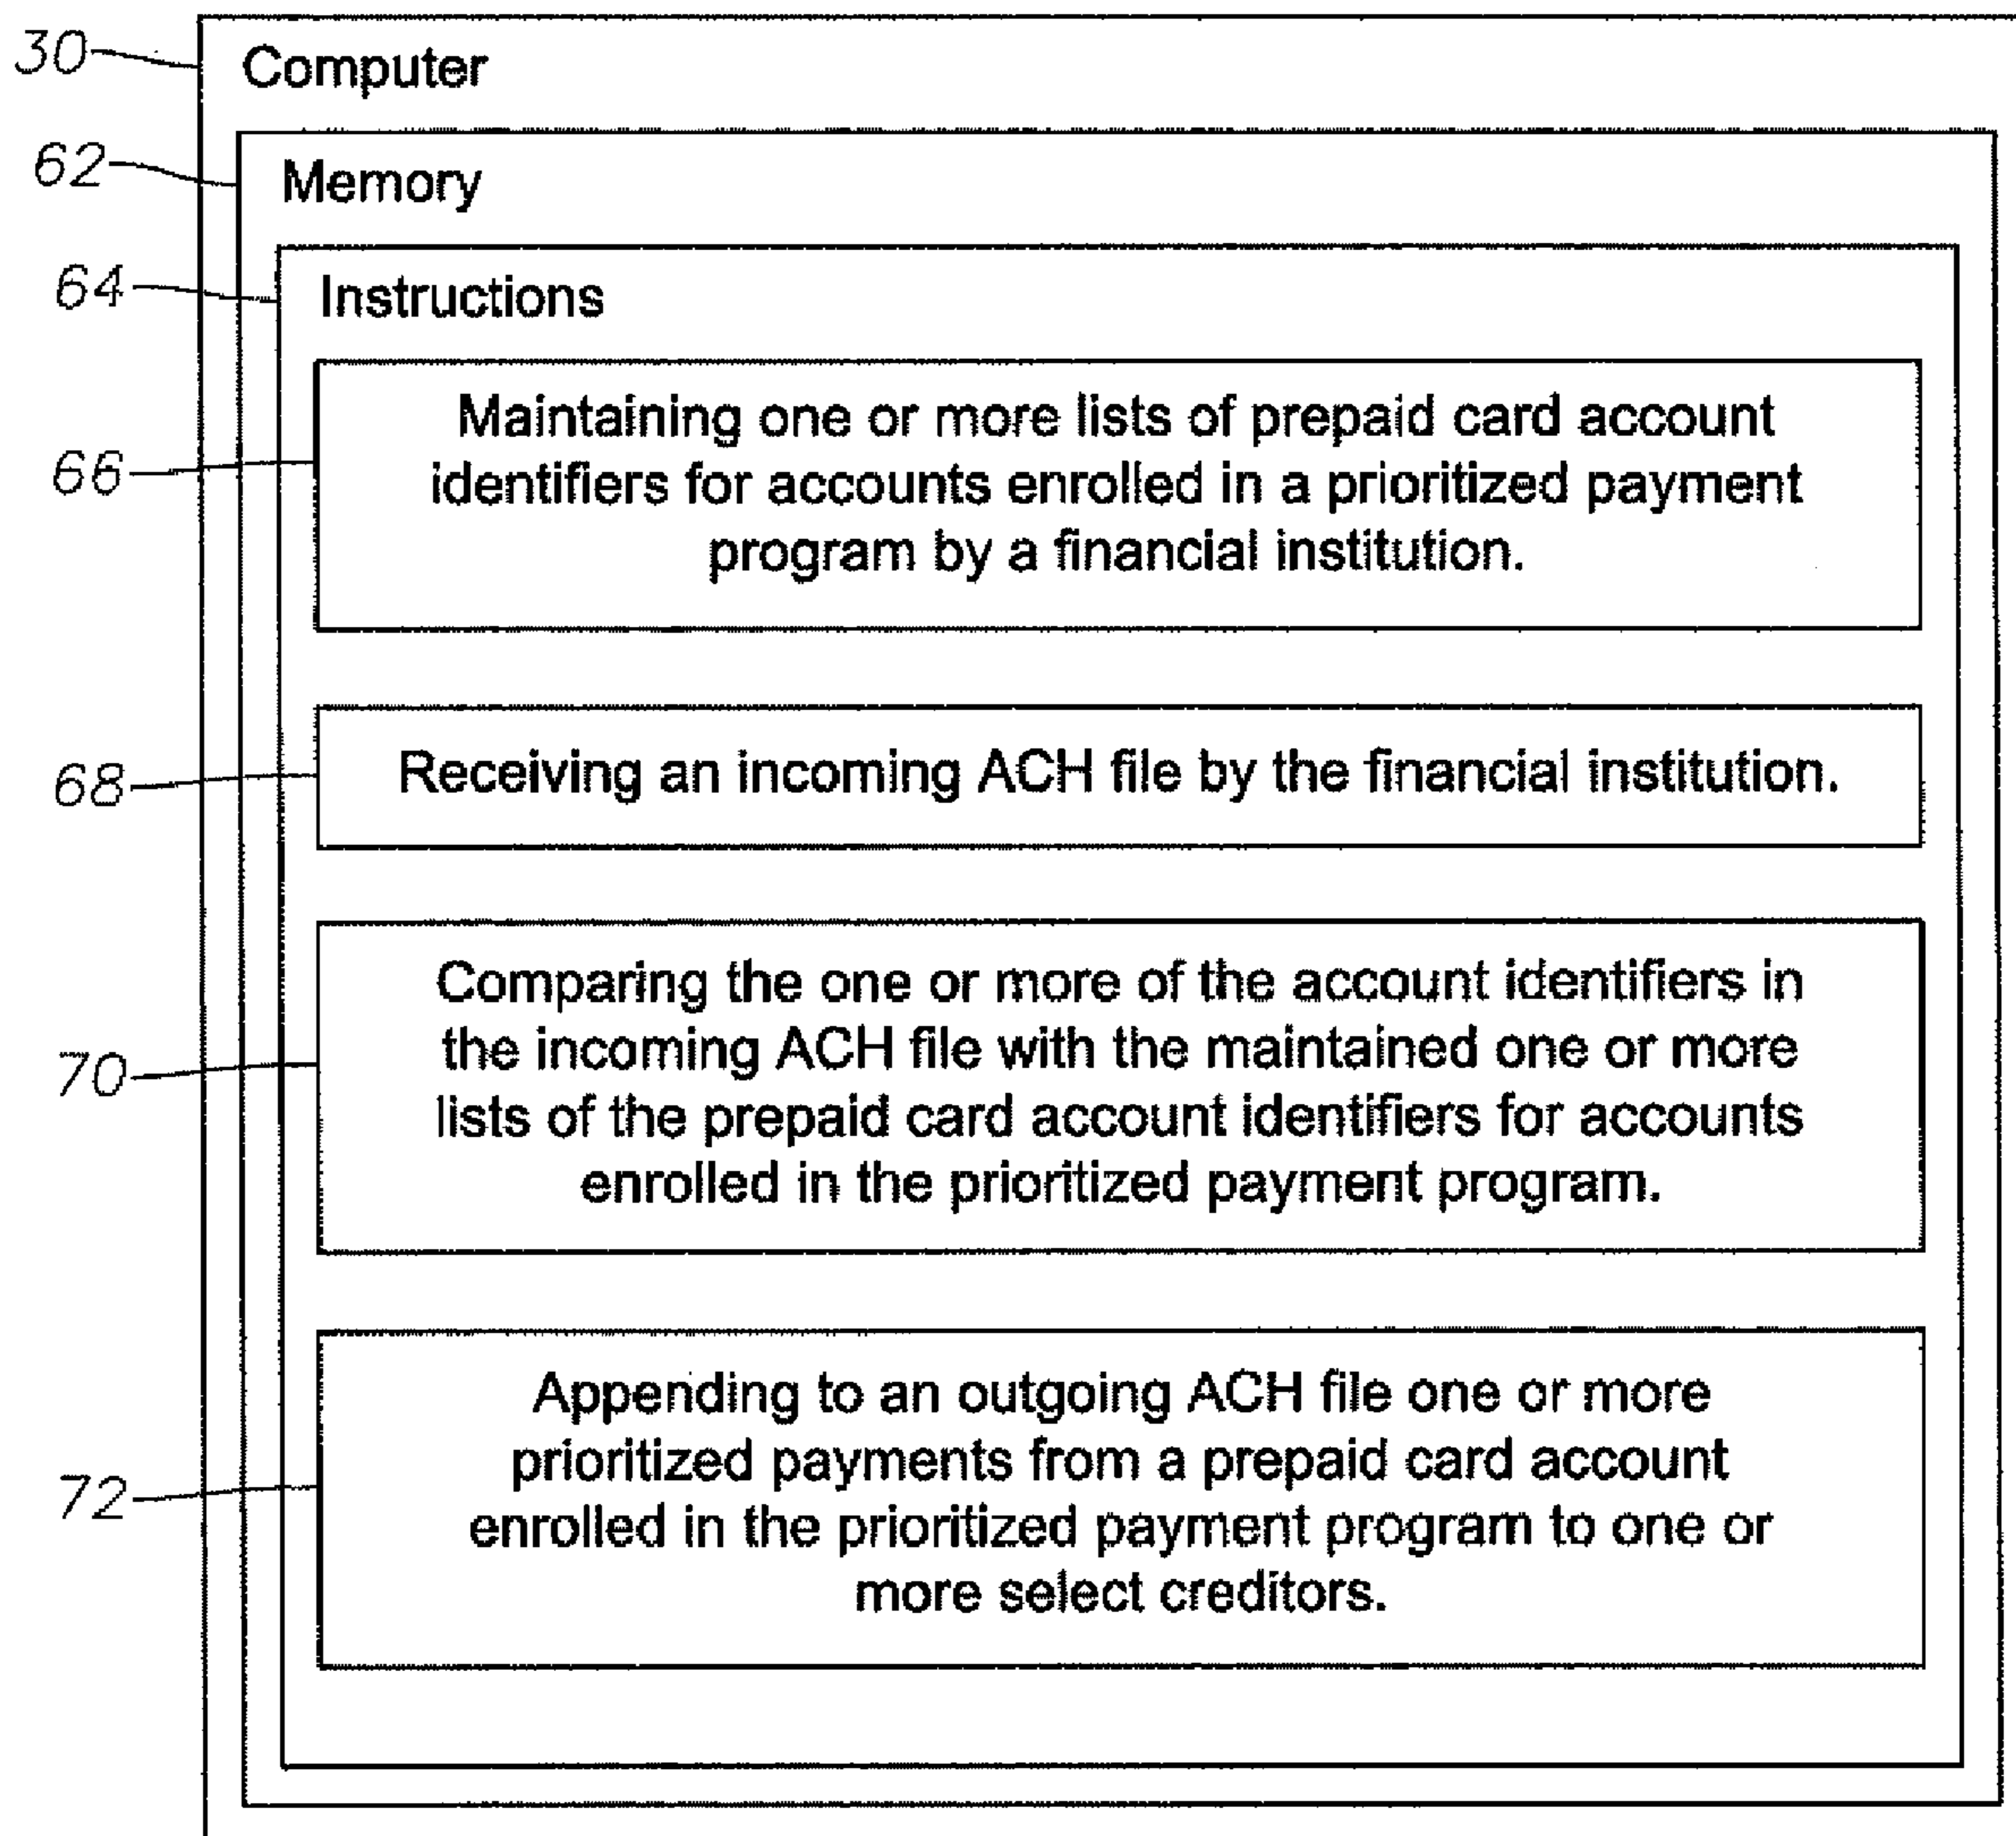 30 Computer
62 Memory
64 Instructions
Maintaining one or more lists of prepaid card account
66 identifiers for accounts enrolled in a prioritized payment
program by a financial institution.
68 Receiving an incoming ACH file by the financial institution.
Comparing the one or more of the account identifiers in
the incoming ACH file with the maintained one or more
70 lists of the prepaid card account identifiers for accounts
enrolled in the prioritized payment program.
Appending to an outgoing ACH file one or more
prioritized payments from a prepaid card account
72 enrolled in the prioritized payment program to one or
more select creditors.